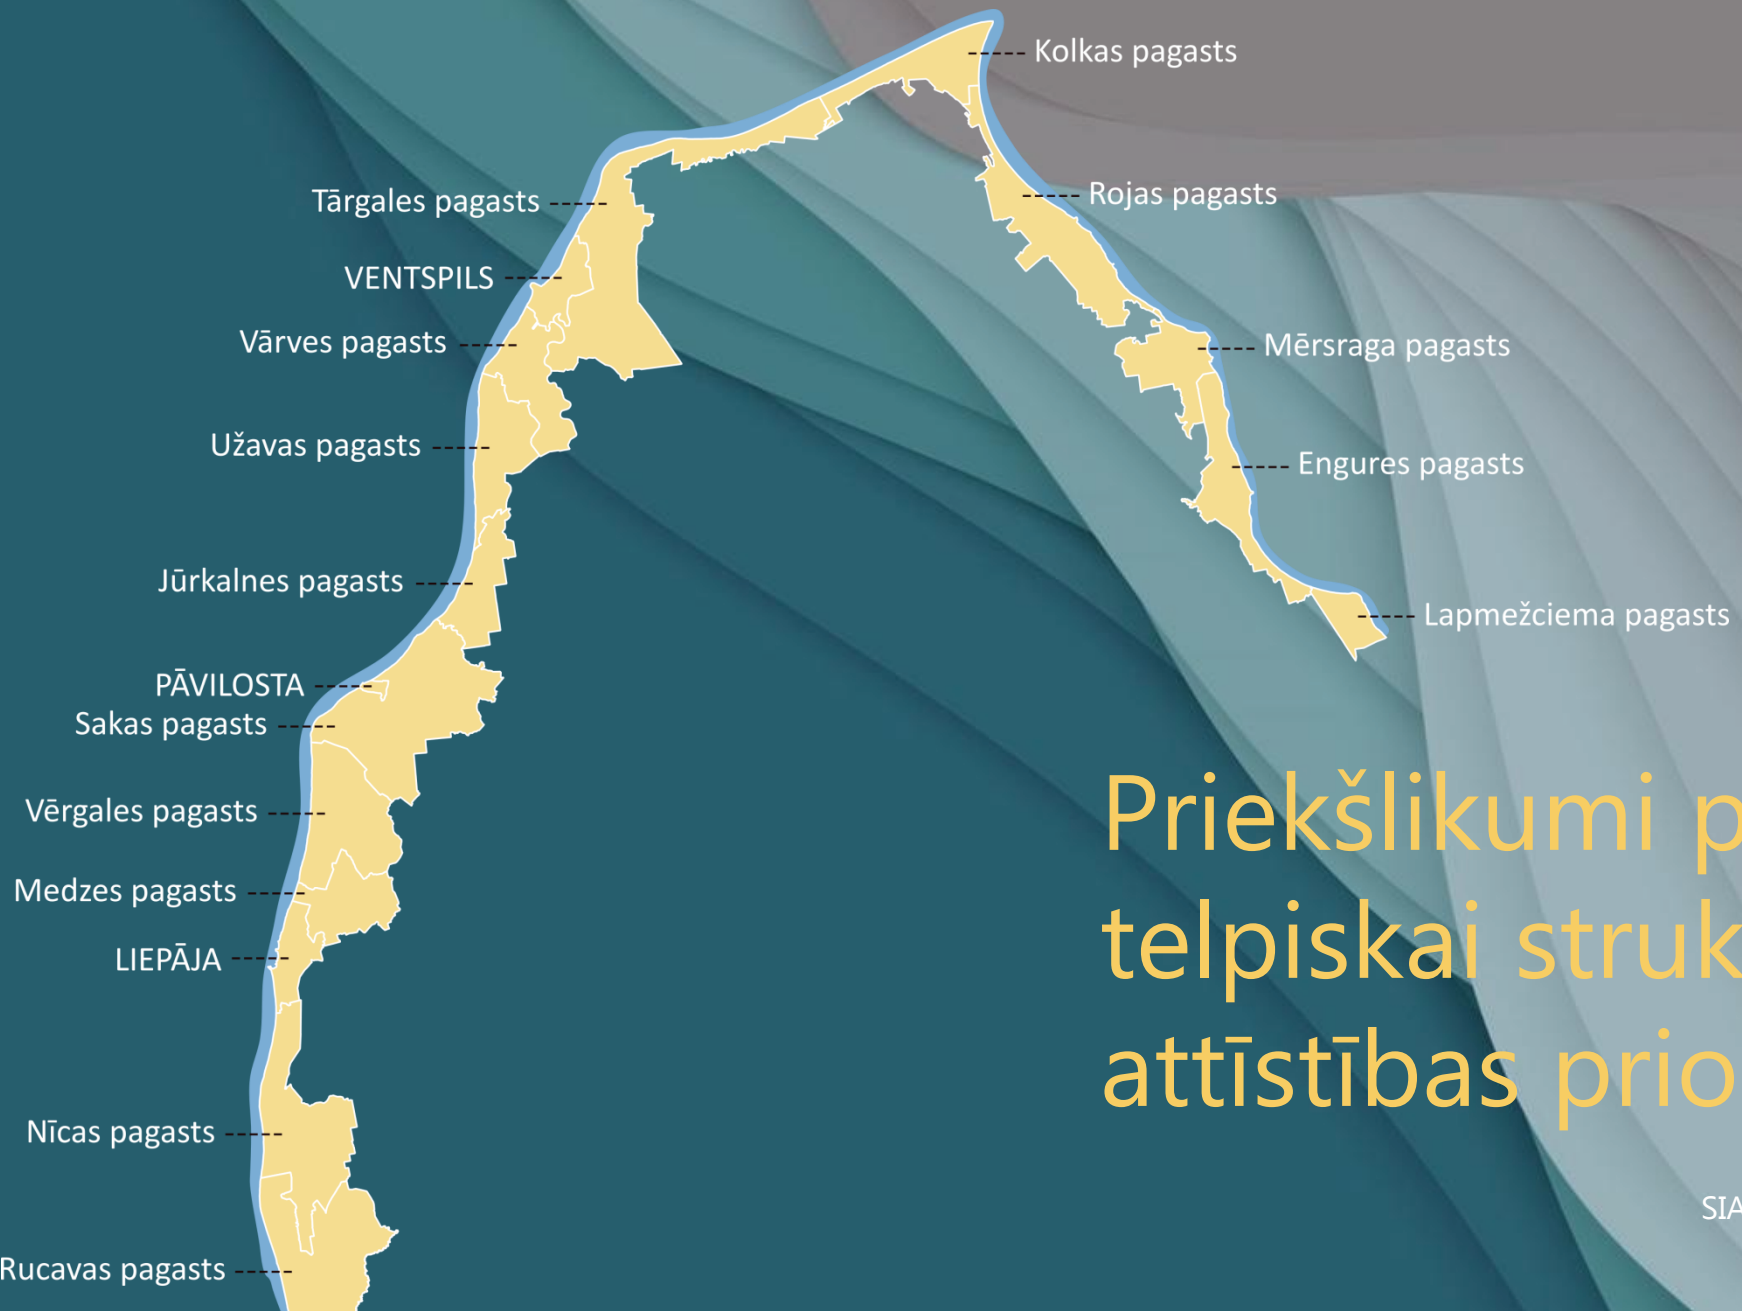 Kolkas pagasts
Tārgales pagasts
Rojas pagasts
VENTSPILS
Vārves pagasts
Mērsraga pagasts
Užavas pagasts
Engures pagasts
Jūrkalnes pagasts
Lapmežciema pagasts
PĀVILOSTA
Sakas pagasts
Vērgales pagasts
Medzes pagasts
LIEPĀJA
Nīcas pagasts
Rucavas pagasts
Priekšlikumi p
telpiskai struk
attīstības prio
SIA